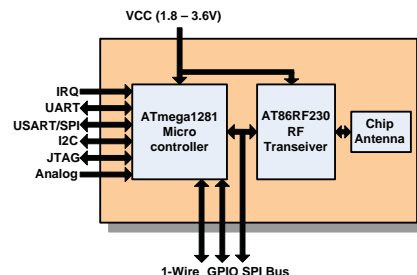 VCC (1.8 – 3.6V)
IRQ
UART
USART/SPI
I2C
JTAG
Analog
ATmega1281
Micro
controller
AT86RF230
RF
Transeiver
Chip
Antenna
1-Wire GPIO SPI Bus